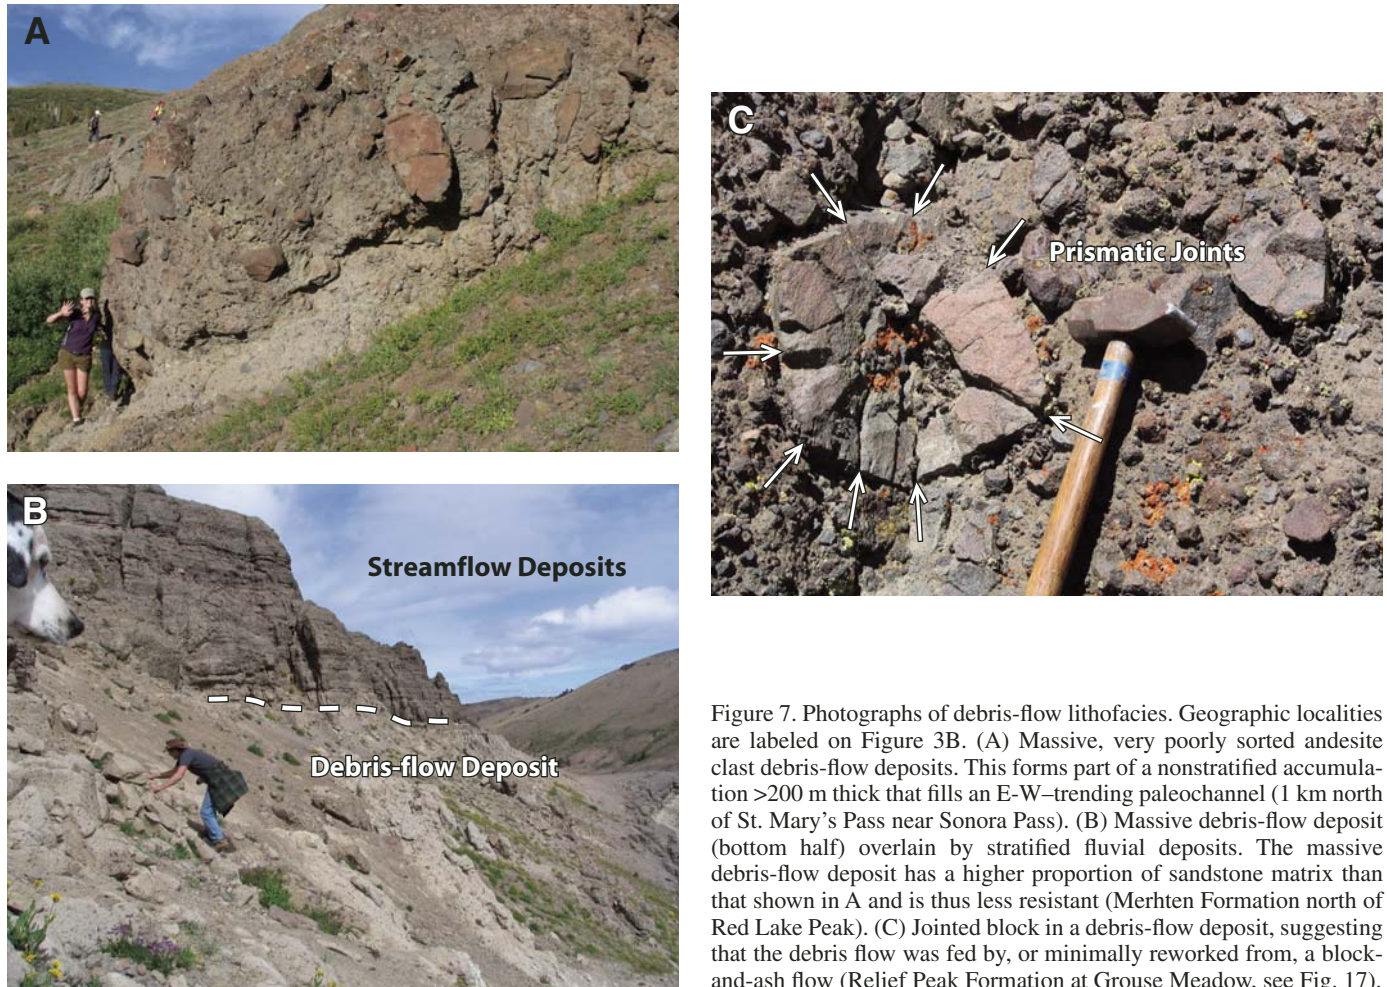 A
B
Streamflow Deposits
Debris-flow Deposit
C
Prismatic Joints
Figure 7. Photographs of debris-flow lithofacies. Geographic localities
are labeled on Figure 3B. (A) Massive, very poorly sorted andesite
clast debris-flow deposits. This forms part of a nonstratified accumula-
tion >200 m thick that fills an E-W–trending paleochannel (1 km north
of St. Mary’s Pass near Sonora Pass). (B) Massive debris-flow deposit
(bottom half) overlain by stratified fluvial deposits. The massive
debris-flow deposit has a higher proportion of sandstone matrix than
that shown in A and is thus less resistant (Merhten Formation north of
Red Lake Peak). (C) Jointed block in a debris-flow deposit, suggesting
that the debris flow was fed by, or minimally reworked from, a block-
and-ash flow (Relief Peak Formation at Grouse Meadow, see Fig. 17).